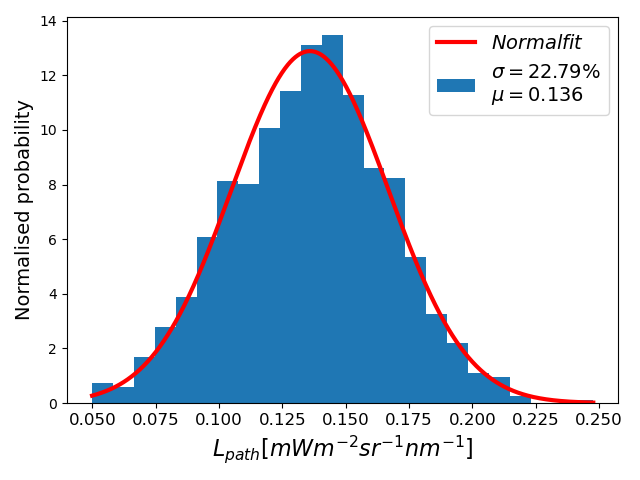 Normalfit
σ = 22.79%
μ = 0.136
Normalised probability
14
12
10
8
6
4
2
0
0.050 0.075 0.100 0.125 0.150 0.175 0.200 0.225 0.250
L_path[mWm⁻²sr⁻¹nm⁻¹]